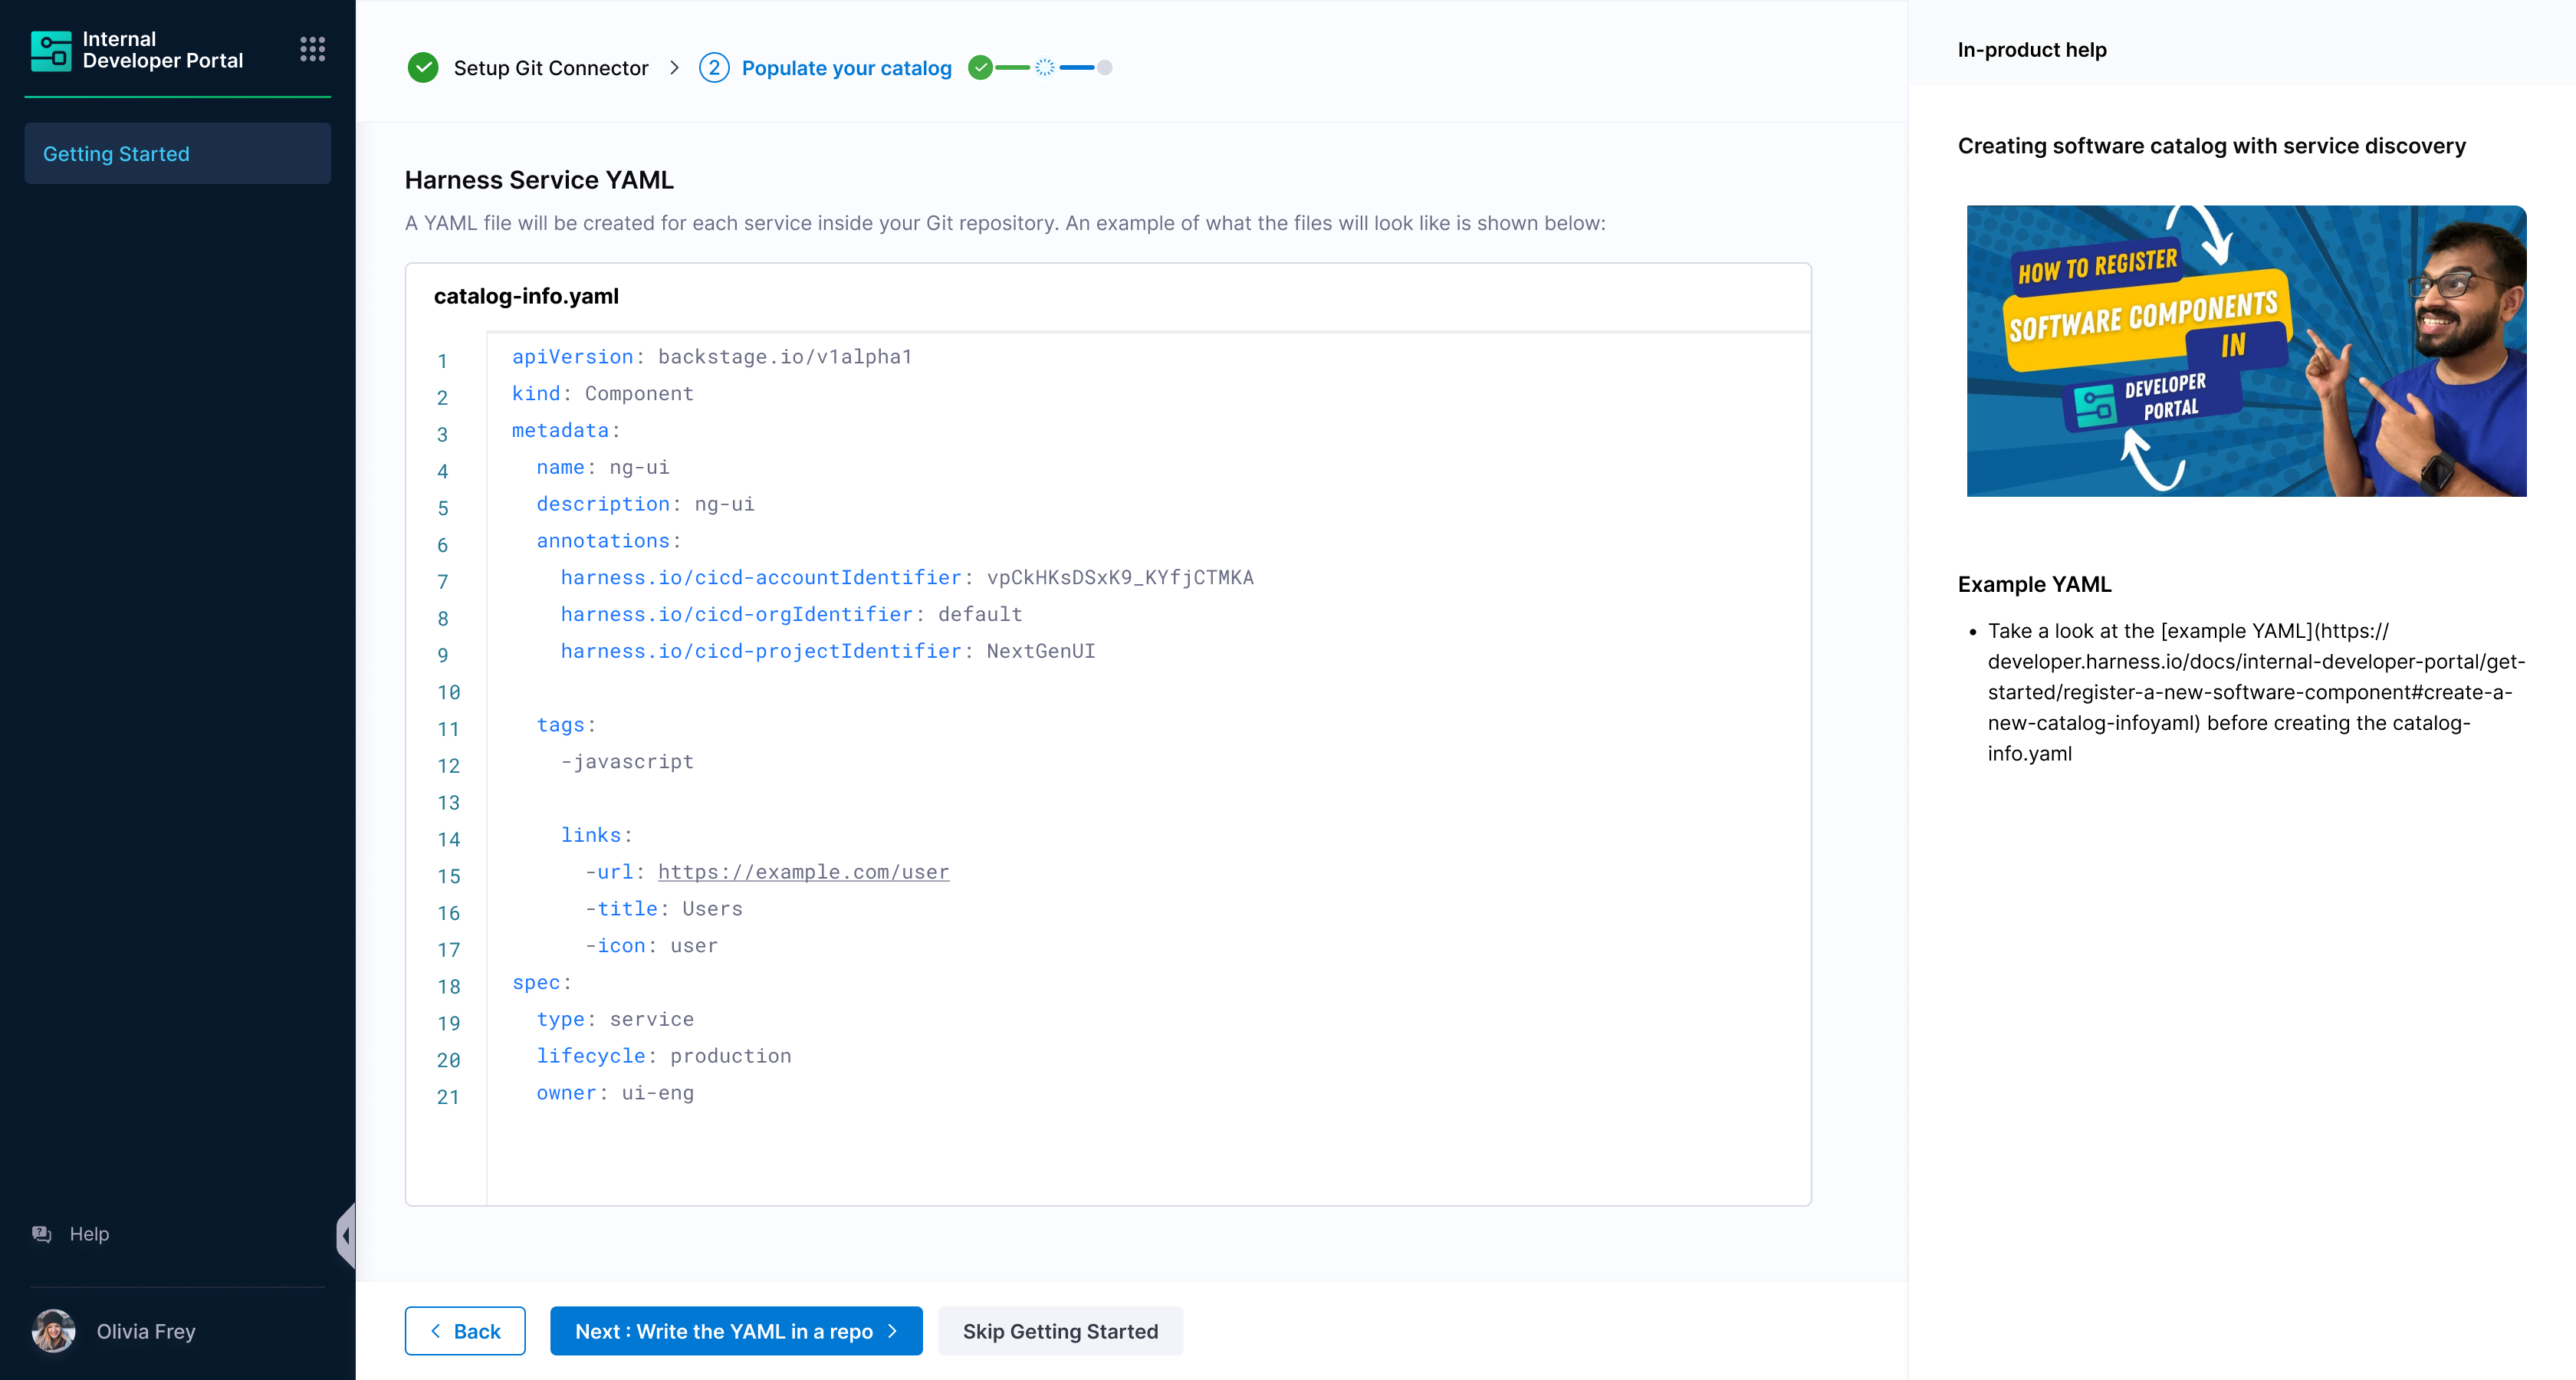 Internal
Developer Portal
Getting Started
Help
Olivia Frey
Setup Git Connector
2 Populate your catalog
Harness Service YAML
A YAML file will be created for each service inside your Git repository. An example of what the files will look like is shown below:
catalog-info.yaml
1 apiVersion: backstage.io/v1alpha1
2 kind: Component
3 metadata:
4 name: ng-ui
5 description: ng-ui
6 annotations:
7 harness.io/cicd-accountIdentifier: vpCkHKsDSxK9_KYfjCTMKA
8 harness.io/cicd-orgIdentifier: default
9 harness.io/cicd-projectIdentifier: NextGenUI
10
11 tags:
12 -javascript
13
14 links:
15 -url: https://example.com/user
16 -title: Users
17 -icon: user
18 spec:
19 type: service
20 lifecycle: production
21 owner: ui-eng
Back
Next : Write the YAML in a repo
Skip Getting Started
In-product help
Creating software catalog with service discovery
HOW TO REGISTER
SOFTWARE COMPONENTS
IN
DEVELOPER
PORTAL
Example YAML
• Take a look at the [example YAML](https://
developer.harness.io/docs/internal-developer-portal/get-
started/register-a-new-software-component#create-a-
new-catalog-infoyaml) before creating the catalog-
info.yaml